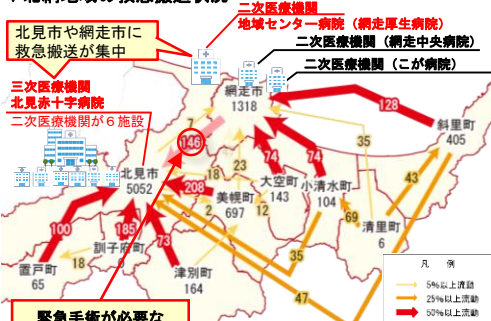 二次医療機関
地域センター病院（網走厚生病院）
北見市や網走市に
救急搬送が集中
二次医療機関（網走中央病院）
二次医療機関（こが病院）
三次医療機関
北見赤十字病院
二次医療機関が６施設
網走市
1318
128
斜里町
405
7
146
35
23
74
74
43
北見市
5052
18
208
美幌町
697
2
12
大空町
143
小清水町
104
69
清里町
6
100
185
73
35
47
訓子府町
18
置戸町
65
津別町
164
凡 例
5%以上流動
25%以上流動
50%以上流動
緊急手術が必要な